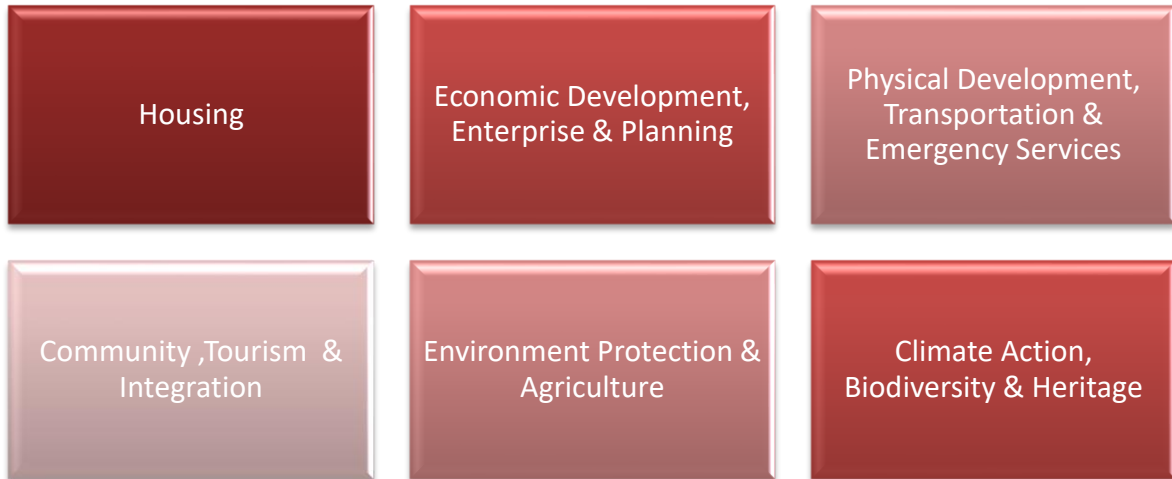 Housing
Economic Development,
Enterprise & Planning
Physical Development,
Transportation &
Emergency Services
Community ,Tourism  &
Integration
Environment Protection &
Agriculture
Climate Action,
Biodiversity & Heritage